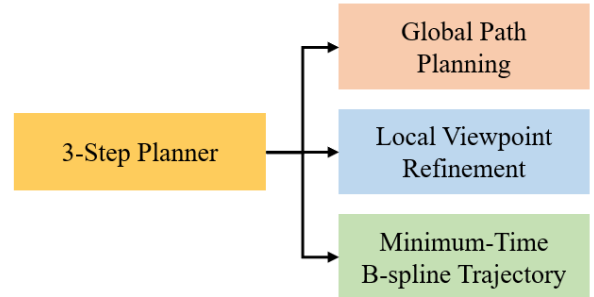 Global Path
Planning
3-Step Planner
Local Viewpoint
Refinement
Minimum-Time
B-spline Trajectory